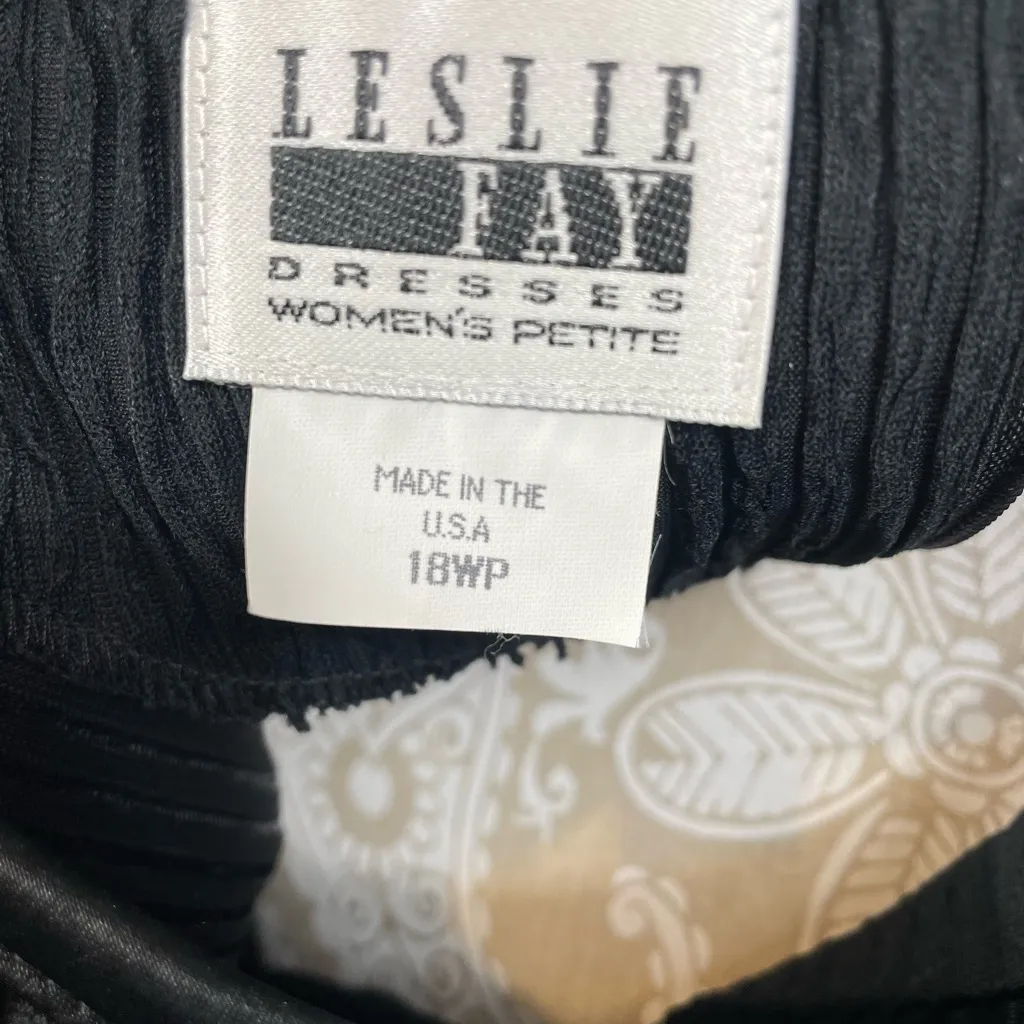 LESLIE
FAY
DRESSES
WOMEN'S PETITE
MADE IN THE
U.S.A
18WP